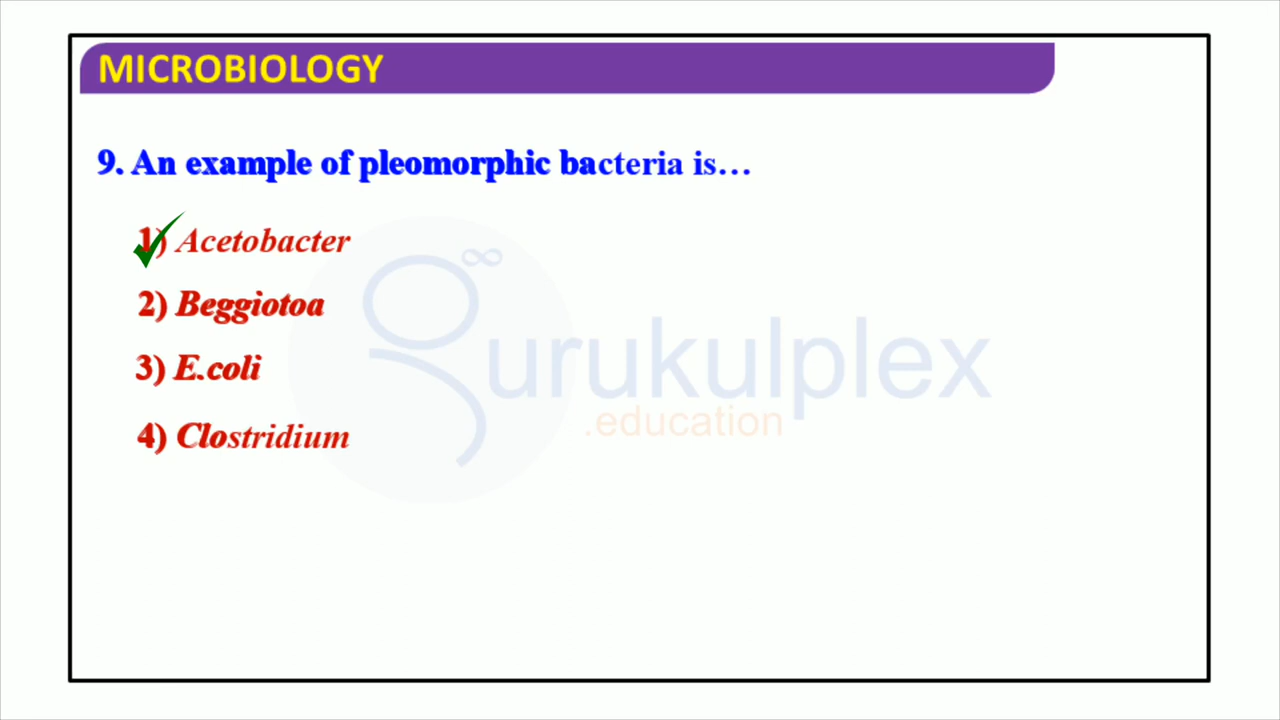 MICROBIOLOGY
9. An example of pleomorphic bacteria is...
1) Acetobacter
2) Beggiotoa
3) E.coli
4) Clostridium
gurukulplex
.education